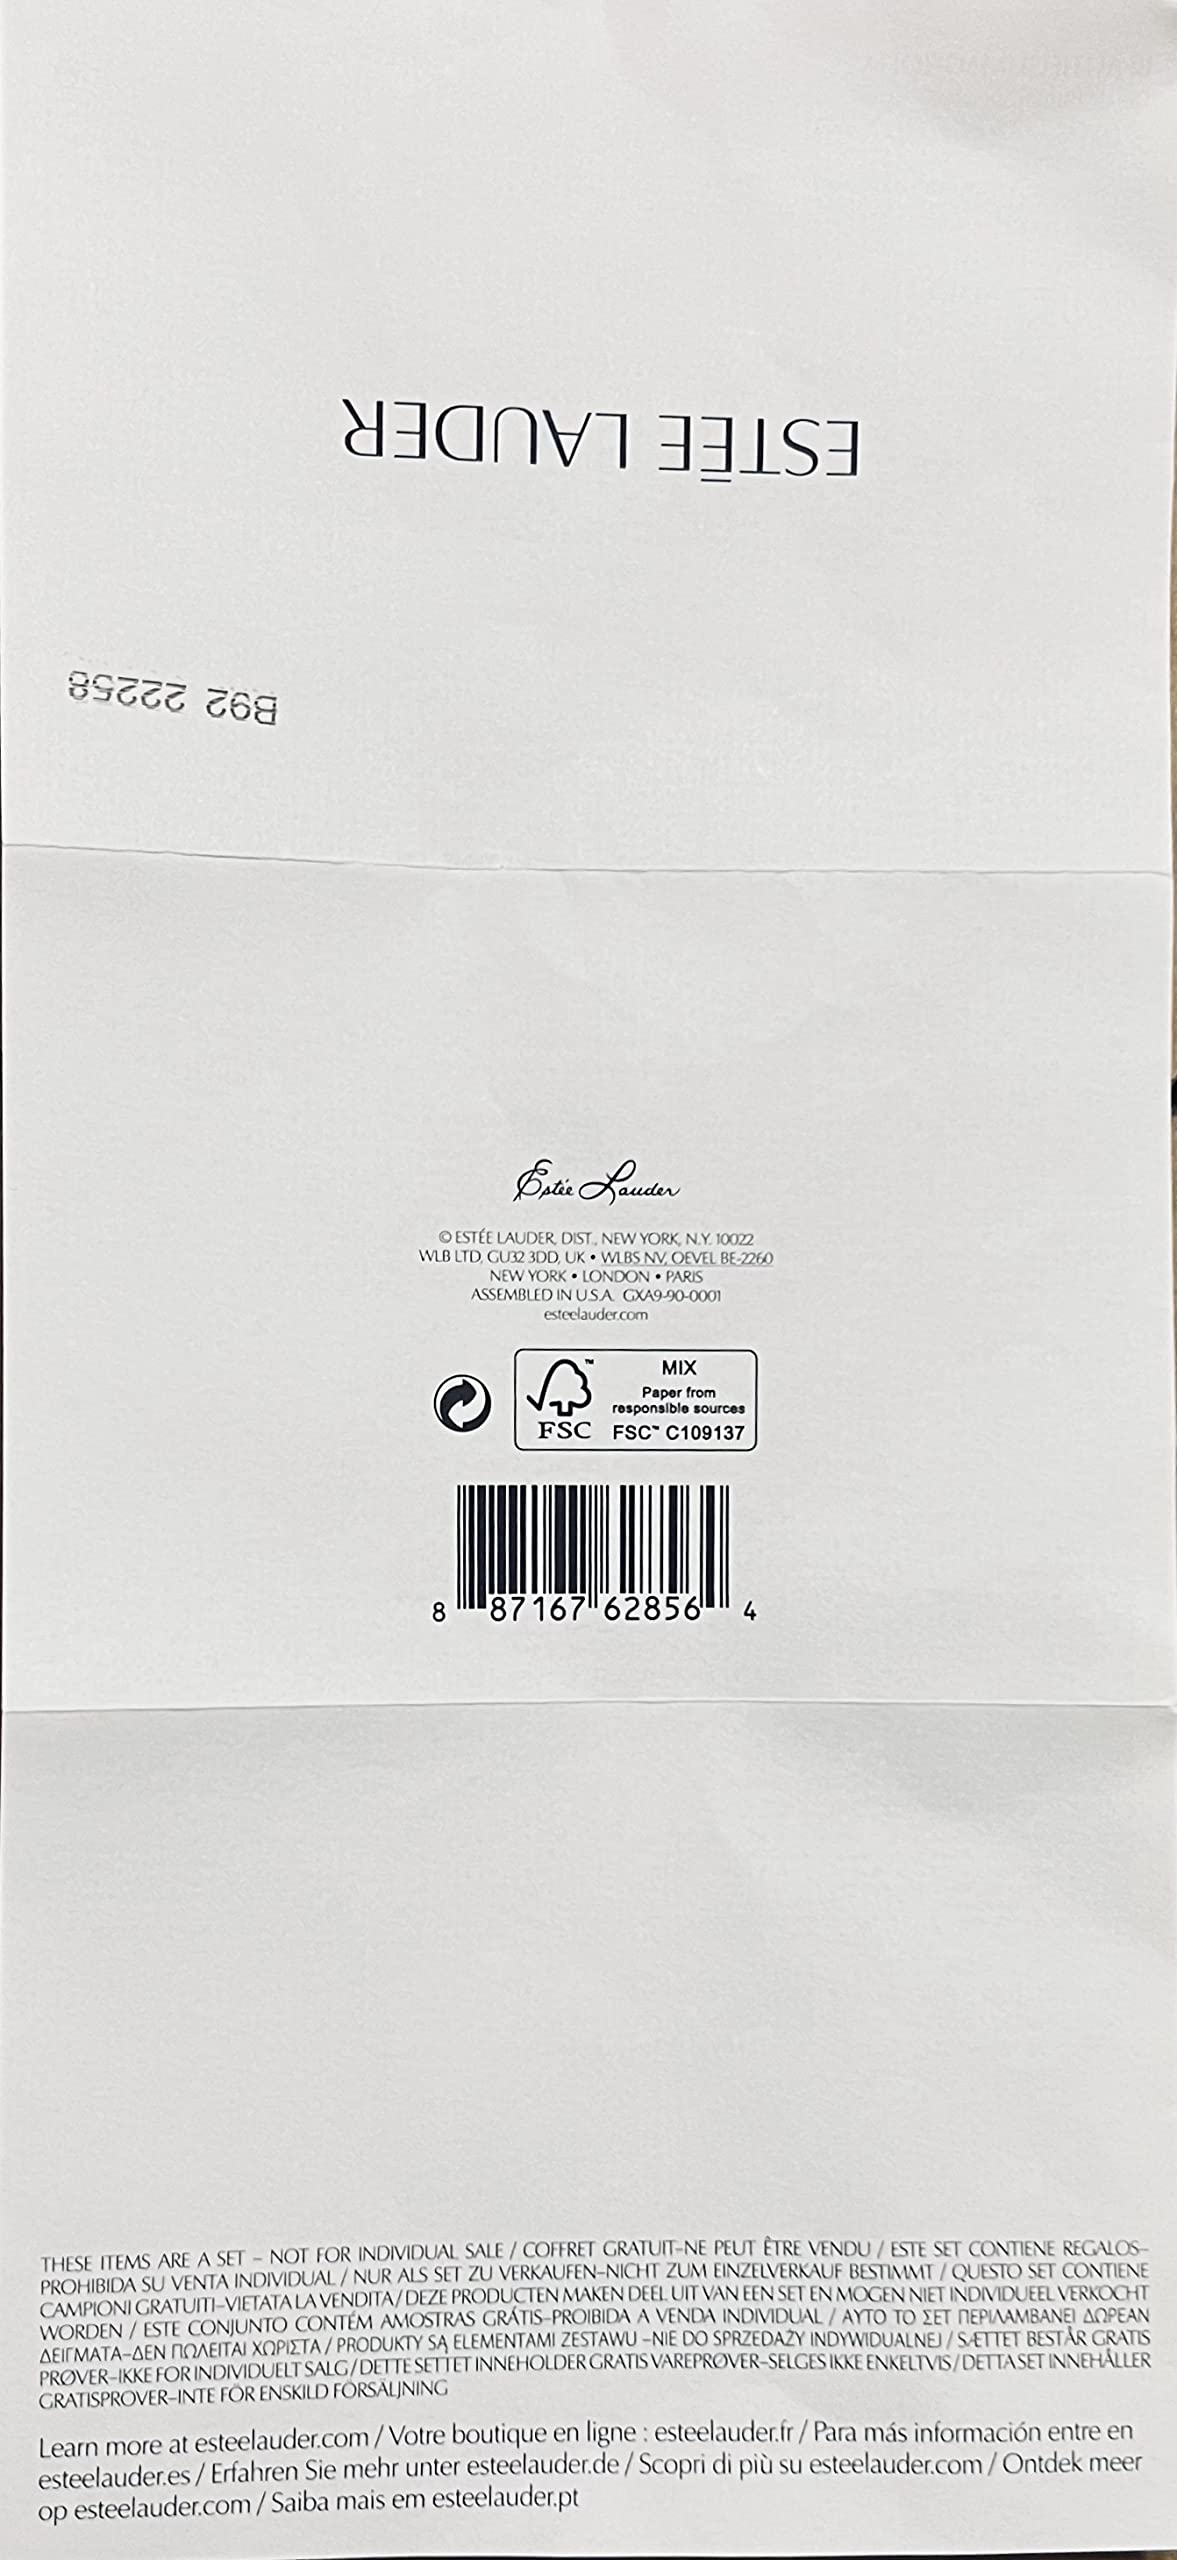 ESTĒE LAUDER
B92 22258
Estée Lauder
© ESTÉE LAUDER, DIST., NEW YORK, N.Y. 10022
WLB LTD, GU32 3DD, UK • WLBS NV, OEVEL BE-2260
NEW YORK • LONDON • PARIS
ASSEMBLED IN U.S.A. GXA9-90-0001
esteelauder.com
FSC™
MIX
Paper from
responsible sources
FSC™ C109137
8 87167 62856 4
THESE ITEMS ARE A SET – NOT FOR INDIVIDUAL SALE / COFFRET GRATUIT–NE PEUT ÊTRE VENDU / ESTE SET CONTIENE REGALOS–
PROHIBIDA SU VENTA INDIVIDUAL / NUR ALS SET ZU VERKAUFEN–NICHT ZUM EINZELVERKAUF BESTIMMT / QUESTO SET CONTIENE
CAMPIONI GRATUITI–VIETATA LA VENDITA / DEZE PRODUCTEN MAKEN DEEL UIT VAN EEN SET EN MOGEN NIET INDIVIDUEEL VERKOCHT
WORDEN / ESTE CONJUNTO CONTÉM AMOSTRAS GRÁTIS–PROIBIDA A VENDA INDIVIDUAL / ΑΥΤΟ ΤΟ ΣΕΤ ΠΕΡΙΛΑΜΒΑΝΕΙ ΔΩΡΕΑΝ
ΔΕΙΓΜΑΤΑ–ΔΕΝ ΠΩΛΕΙΤΑΙ ΧΩΡΙΣΤΑ / PRODUKTY SĄ ELEMENTAMI ZESTAWU –NIE DO SPRZEDAŻY INDYWIDUALNEJ / SÆTTET BESTÅR GRATIS
PRØVER–IKKE FOR INDIVIDUELT SALG / DETTE SETTET INNEHOLDER GRATIS VAREPRØVER–SELGES IKKE ENKELTVIS / DETTA SET INNEHÅLLER
GRATISPROVER–INTE FÖR ENSKILD FÖRSÄLJNING
Learn more at esteelauder.com / Votre boutique en ligne : esteelauder.fr / Para más información entre en
esteelauder.es / Erfahren Sie mehr unter esteelauder.de / Scopri di più su esteelauder.com / Ontdek meer
op esteelauder.com / Saiba mais em esteelauder.pt